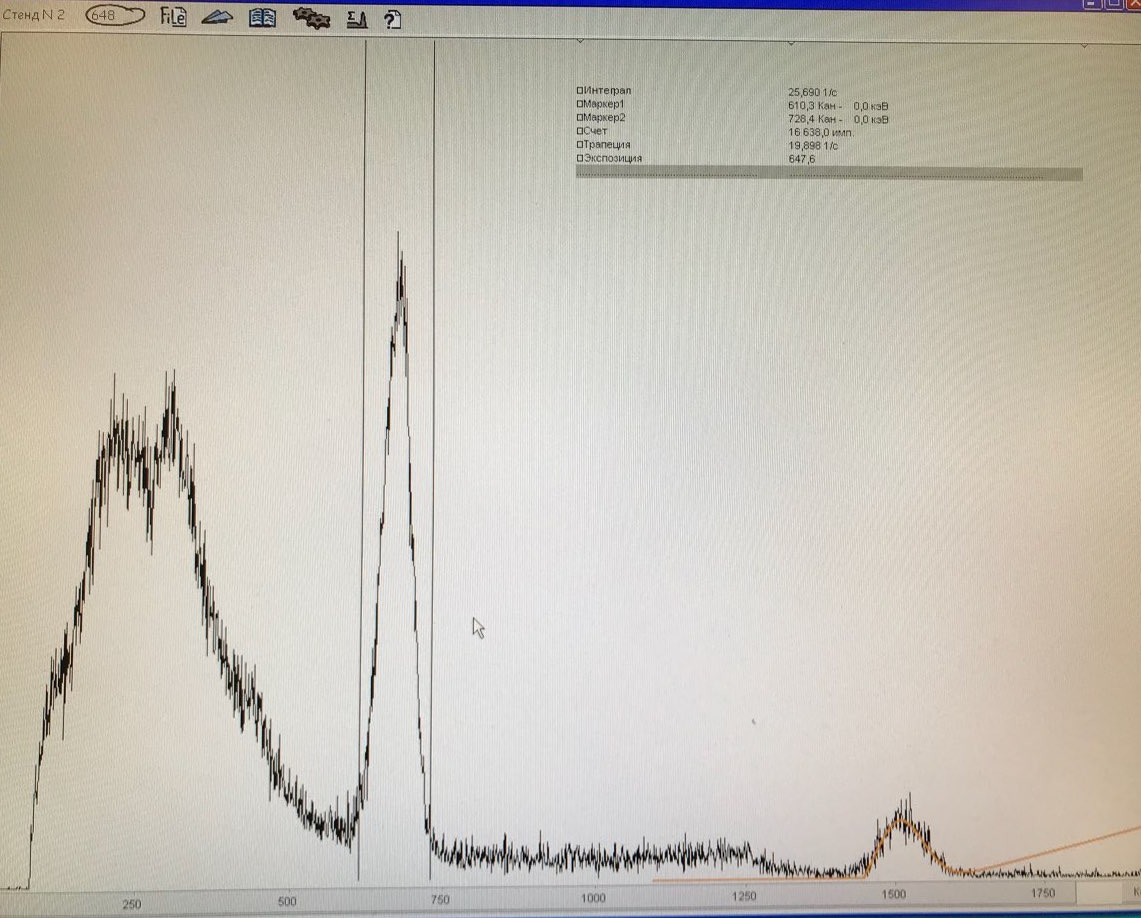 Стенд N 2 648 FiLe Σ ?
□Интеграл 25,690 1/с
□Маркер1 610,3 Кан - 0,0 кэВ
□Маркер2 728,4 Кан - 0,0 кэВ
□Счет 16 638,0 имп.
□Трапеция 19,898 1/с
□Экспозиция 647,6
250 500 750 1000 1250 1500 1750